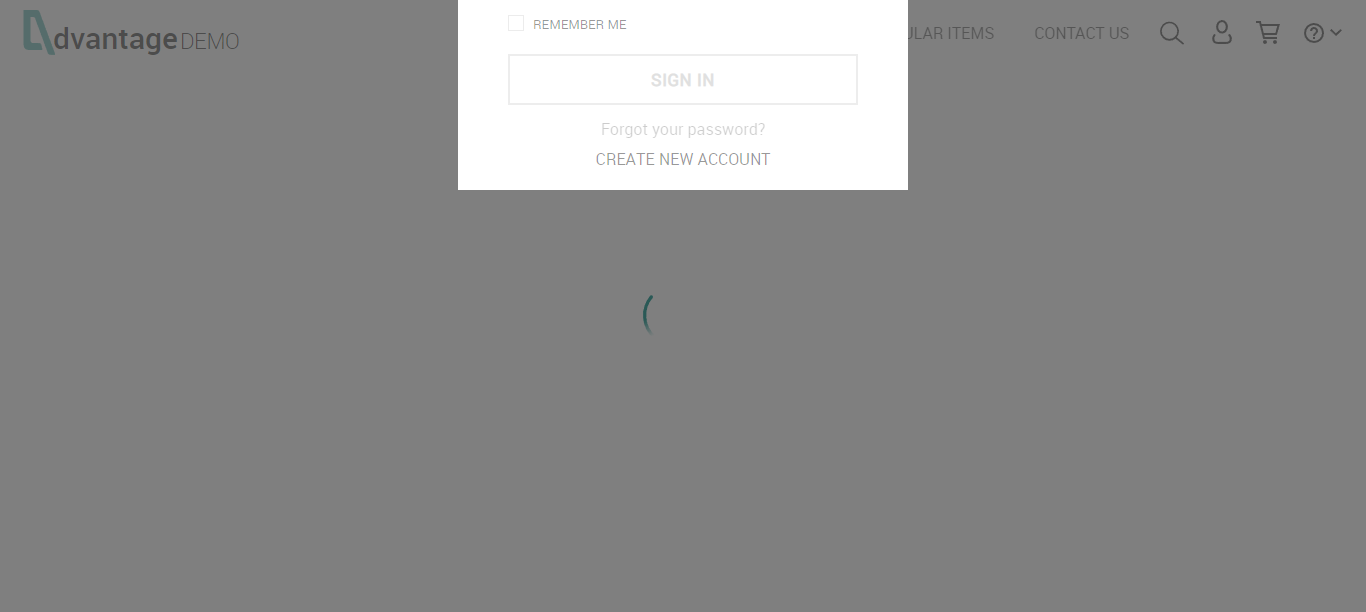 dvantage DEMO
ULAR ITEMS
CONTACT US
REMEMBER ME
SIGN IN
Forgot your password?
CREATE NEW ACCOUNT